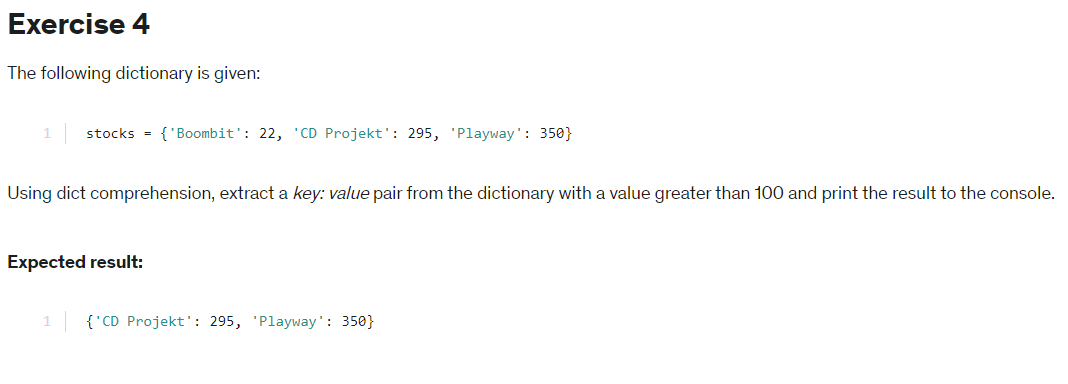 Exercise 4
The following dictionary is given:
1 stocks = {'Boombit': 22, 'CD Projekt': 295, 'Playway': 350}
Using dict comprehension, extract a key: value pair from the dictionary with a value greater than 100 and print the result to the console.
Expected result:
1 {'CD Projekt': 295, 'Playway': 350}